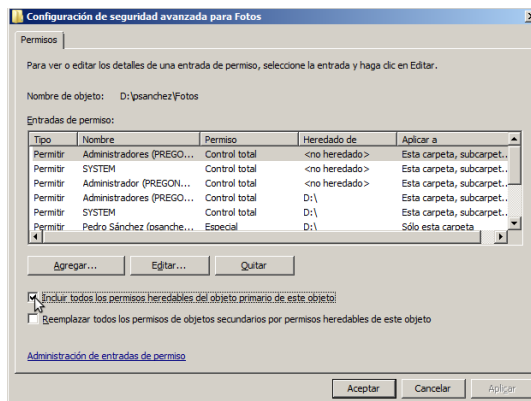 Configuración de seguridad avanzada para Fotos
Permisos
Para ver o editar los detalles de una entrada de permiso, seleccione la entrada y haga clic en Editar.
Nombre de objeto: D:\psanchez\Fotos
Entradas de permiso:
Tipo Nombre Permiso Heredado de Aplicar a
Permitir Administradores (PREGO... Control total <no heredado> Esta carpeta, subcarpet...
Permitir SYSTEM Control total <no heredado> Esta carpeta, subcarpet...
Permitir Administrador (PREGON... Control total <no heredado> Esta carpeta, subcarpet...
Permitir Administradores (PREGO... Control total D:\ Esta carpeta, subcarpet...
Permitir SYSTEM Control total D:\ Esta carpeta, subcarpet...
Permitir Pedro Sánchez (psanche... Especial D:\ Sólo esta carpeta
Agregar... Editar... Quitar
Incluir todos los permisos heredables del objeto primario de este objeto
Reemplazar todos los permisos de objetos secundarios por permisos heredables de este objeto
Administración de entradas de permiso
Aceptar Cancelar Aplicar